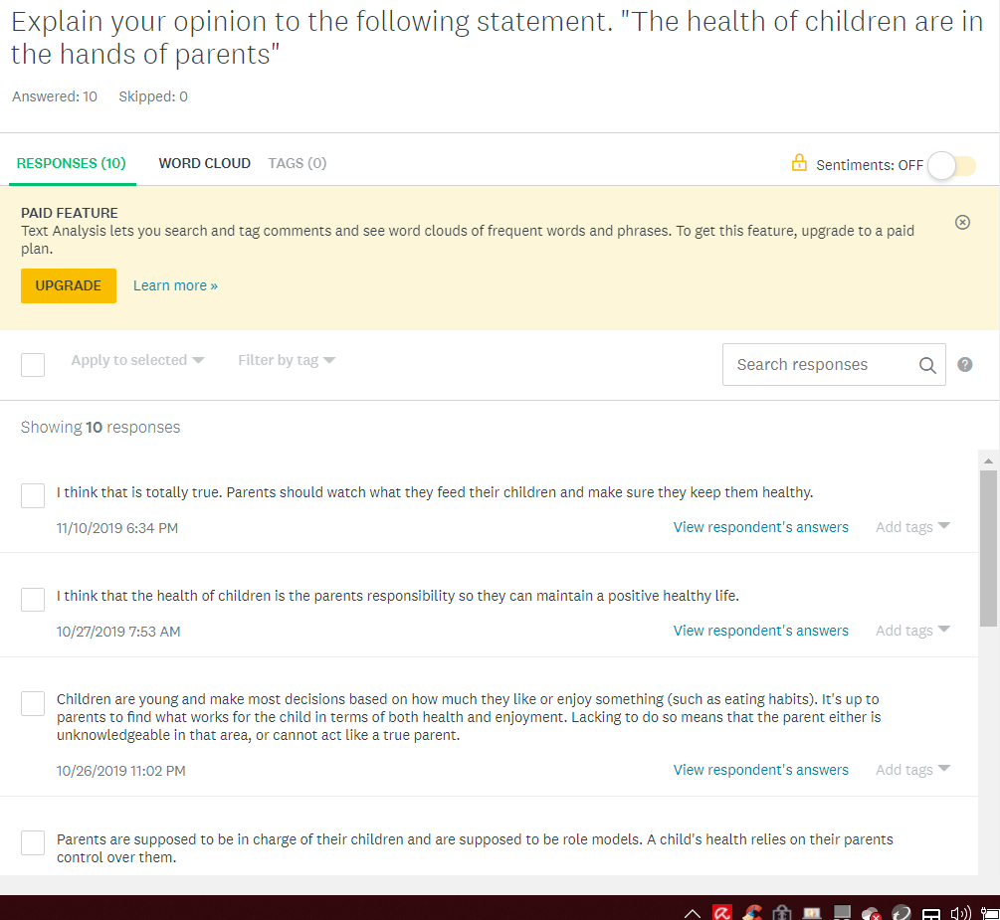 Explain your opinion to the following statement. "The health of children are in
the hands of parents"
Answered: 10 Skipped: 0
RESPONSES (10) WORD CLOUD TAGS (0) Sentiments: OFF
PAID FEATURE
Text Analysis lets you search and tag comments and see word clouds of frequent words and phrases. To get this feature, upgrade to a paid
plan.
UPGRADE Learn more »
Apply to selected Filter by tag Search responses ?
Showing 10 responses
I think that is totally true. Parents should watch what they feed their children and make sure they keep them healthy.
11/10/2019 6:34 PM View respondent's answers Add tags
I think that the health of children is the parents responsibility so they can maintain a positive healthy life.
10/27/2019 7:53 AM View respondent's answers Add tags
Children are young and make most decisions based on how much they like or enjoy something (such as eating habits). It's up to
parents to find what works for the child in terms of both health and enjoyment. Lacking to do so means that the parent either is
unknowledgeable in that area, or cannot act like a true parent.
10/26/2019 11:02 PM View respondent's answers Add tags
Parents are supposed to be in charge of their children and are supposed to be role models. A child's health relies on their parents
control over them.